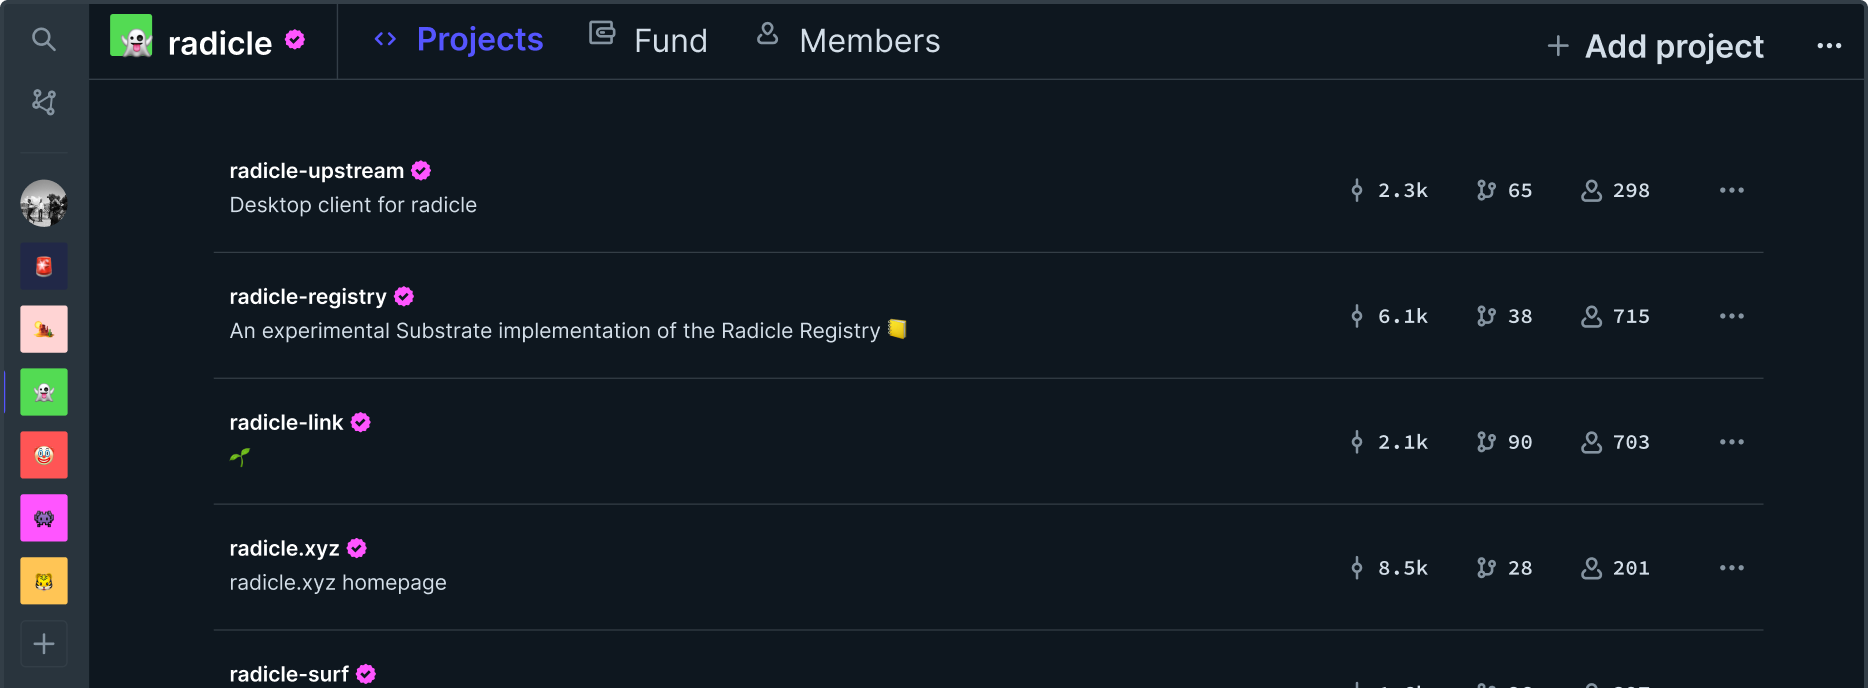 radicle
Projects
Fund
Members
Add project
radicle-upstream
Desktop client for radicle
2.3k 65 298
radicle-registry
An experimental Substrate implementation of the Radicle Registry
6.1k 38 715
radicle-link
2.1k 90 703
radicle.xyz
radicle.xyz homepage
8.5k 28 201
radicle-surf